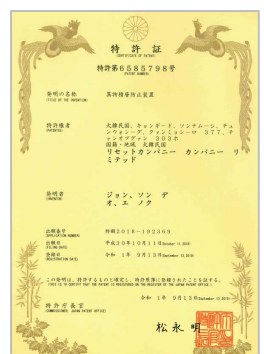 特許証
(CERTIFICATE OF PATENT)
特許第6585798号
(PATENT NUMBER)
発明の名称 異物積層防止装置
(TITLE OF THE INVENTION)
特許権者 大韓民国、キョンギ−ド、ソンナム−シ、チュ
(PATENTEE)
ンウォング、ファンミョン−ロ 377、チ
ャンオプグァン 303ホ
国籍・地域 大韓民国
リセットカンパニー カンパニー リ
ミテッド
発明者 ジョン、ソン デ
(INVENTOR)
オ、エ ノク
出願番号 特願2018−192369
(APPLICATION NUMBER)
出願日 平成30年10月11日(October 11,2018)
(FILING DATE)
登録日 令和 1年 9月13日(September 13,2019)
(REGISTRATION DATE)
この発明は、特許するものと確定し、特許原簿に登録されたことを証する。
(THIS IS TO CERTIFY THAT THE PATENT IS REGISTERED ON THE REGISTER OF THE JAPAN PATENT OFFICE.)
令和 1年 9月13日(September 13,2019)
特許庁長官
(COMMISSIONER, JAPAN PATENT OFFICE)
松永明